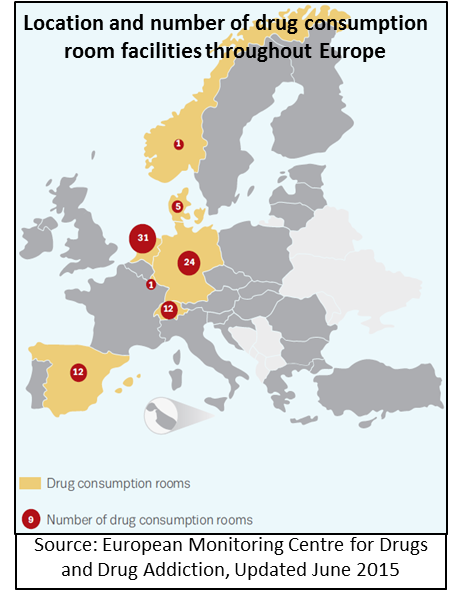 Location and number of drug consumption
room facilities throughout Europe
1
5
31
24
1
12
12
Drug consumption rooms
9 Number of drug consumption rooms
Source: European Monitoring Centre for Drugs
and Drug Addiction, Updated June 2015